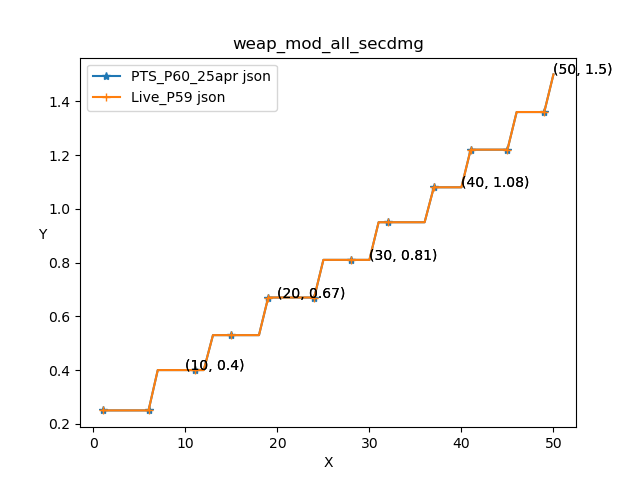 weap_mod_all_secdmg
PTS_P60_25apr json
Live_P59 json
(50, 1.5)
1.4
1.2
(40, 1.08)
1.0
Y
(30, 0.81)
0.8
(20, 0.67)
0.6
(10, 0.4)
0.4
0.2
0 10 20 30 40 50
X